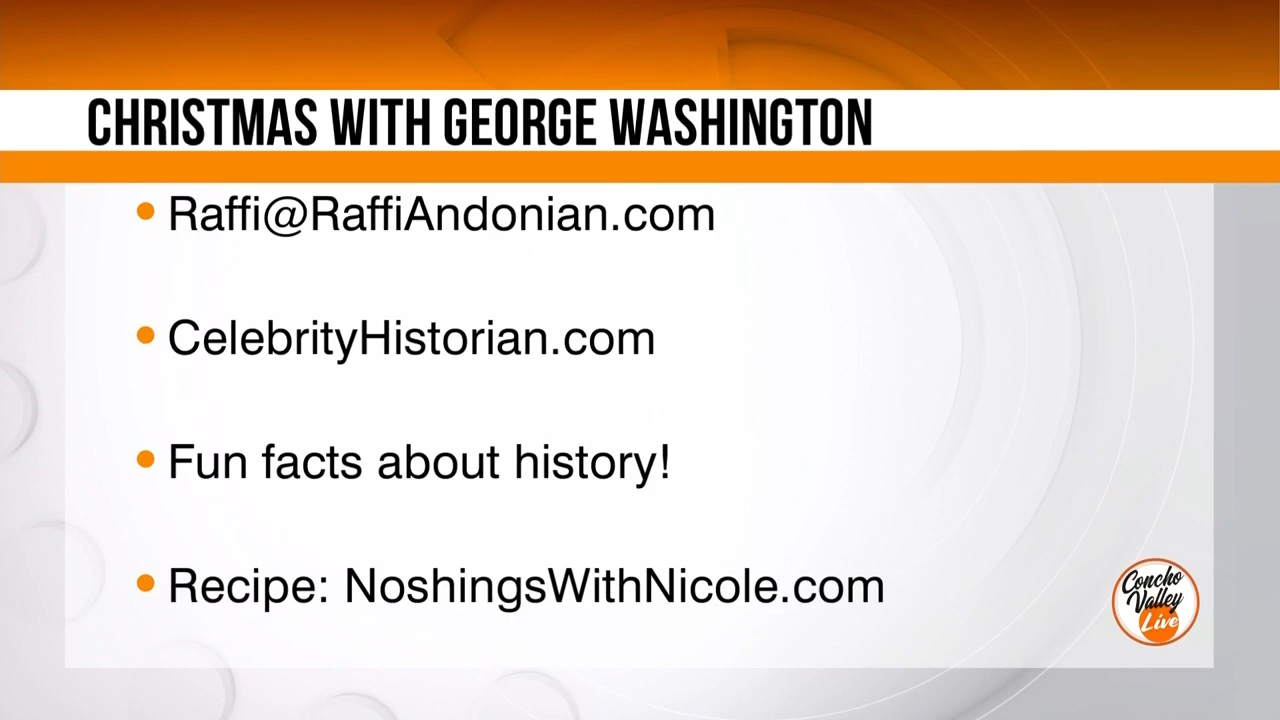 CHRISTMAS WITH GEORGE WASHINGTON
• Raffi@RaffiAndonian.com
• CelebrityHistorian.com
• Fun facts about history!
• Recipe: NoshingsWithNicole.com
Concho
Valley
Live